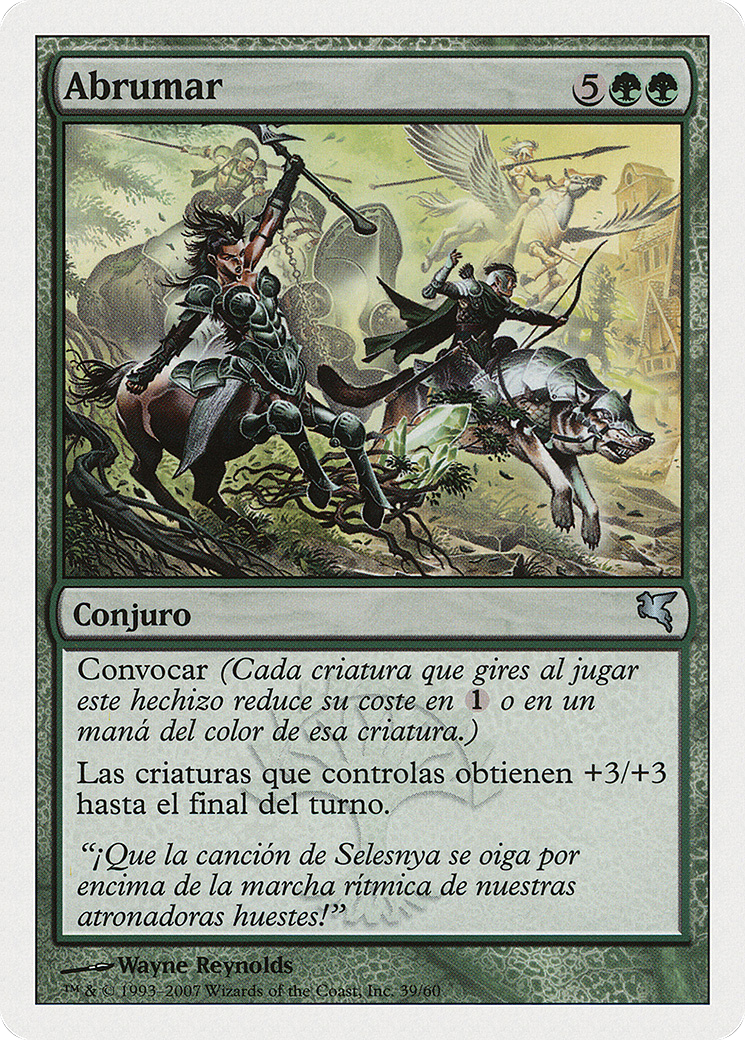 Abrumar 5
Conjuro
Convocar (Cada criatura que gires al jugar
este hechizo reduce su coste en 1 o en un
maná del color de esa criatura.)
Las criaturas que controlas obtienen +3/+3
hasta el final del turno.
“¡Que la canción de Selesnya se oiga por
encima de la marcha rítmica de nuestras
atronadoras huestes!”
Wayne Reynolds
™ & © 1993–2007 Wizards of the Coast, Inc. 39/60